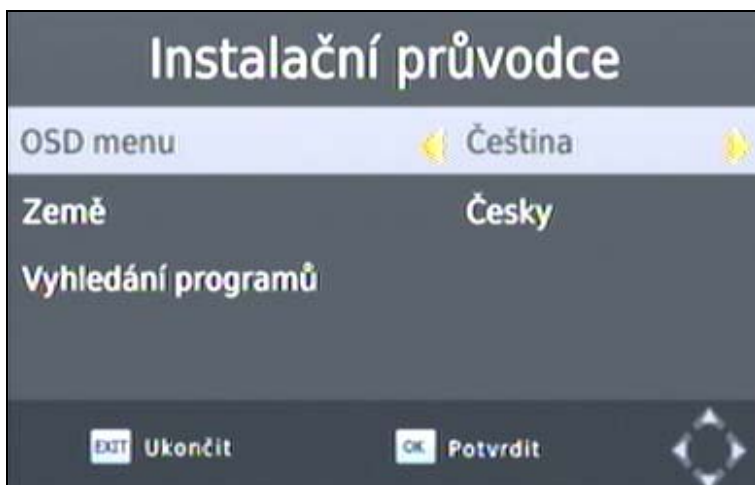 Instalační průvodce
OSD menu Čeština
Země Česky
Vyhledání programů
EXIT Ukončit OK Potvrdit